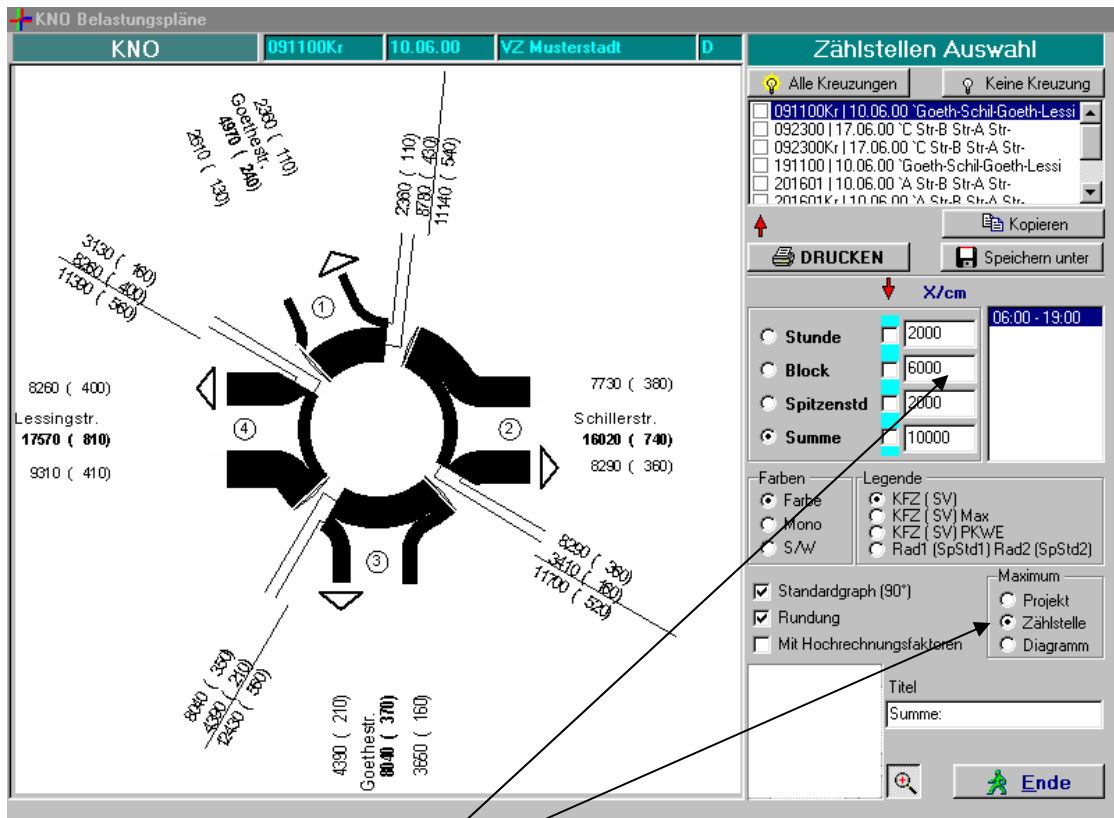 KNO Belastungspläne
KNO 091100Kr 10.06.00 VZ Musterstadt D
2360 ( 110)
Goethestr.
4970 ( 240)
2610 ( 130)
2360 ( 110)
8780 ( 430)
11140 ( 540)
3130 ( 160)
8260 ( 400)
11390 ( 560)
1
8260 ( 400)
Lessingstr.
17570 ( 810)
9310 ( 410)
4
2
7730 ( 380)
Schillerstr.
16020 ( 740)
8290 ( 360)
3
8290 ( 360)
3410 ( 160)
11700 ( 520)
8040 ( 350)
4390 ( 210)
12430 ( 560)
4390 ( 210)
Goethestr.
8040 ( 370)
3650 ( 160)
Zählstellen Auswahl
Alle Kreuzungen Keine Kreuzung
091100Kr | 10.06.00 `Goeth-Schil-Goeth-Lessi
092300 | 17.06.00 `C Str-B Str-A Str-
092300Kr | 17.06.00 `C Str-B Str-A Str-
191100 | 10.06.00 `Goeth-Schil-Goeth-Lessi
201601 | 10.06.00 `A Str-B Str-A Str-
201601Kr | 10.06.00 `A Str-B Str-A Str-
Kopieren
DRUCKEN Speichern unter
X/cm
Stunde 2000 06:00 - 19:00
Block 6000
Spitzenstd 2000
Summe 10000
Farben
Farbe
Mono
S/W
Legende
KFZ ( SV)
KFZ ( SV) Max
KFZ ( SV) PKWE
Rad1 (SpStd1) Rad2 (SpStd2)
Standardgraph (90°)
Rundung
Mit Hochrechnungsfaktoren
Maximum
Projekt
Zählstelle
Diagramm
Titel
Summe:
Ende